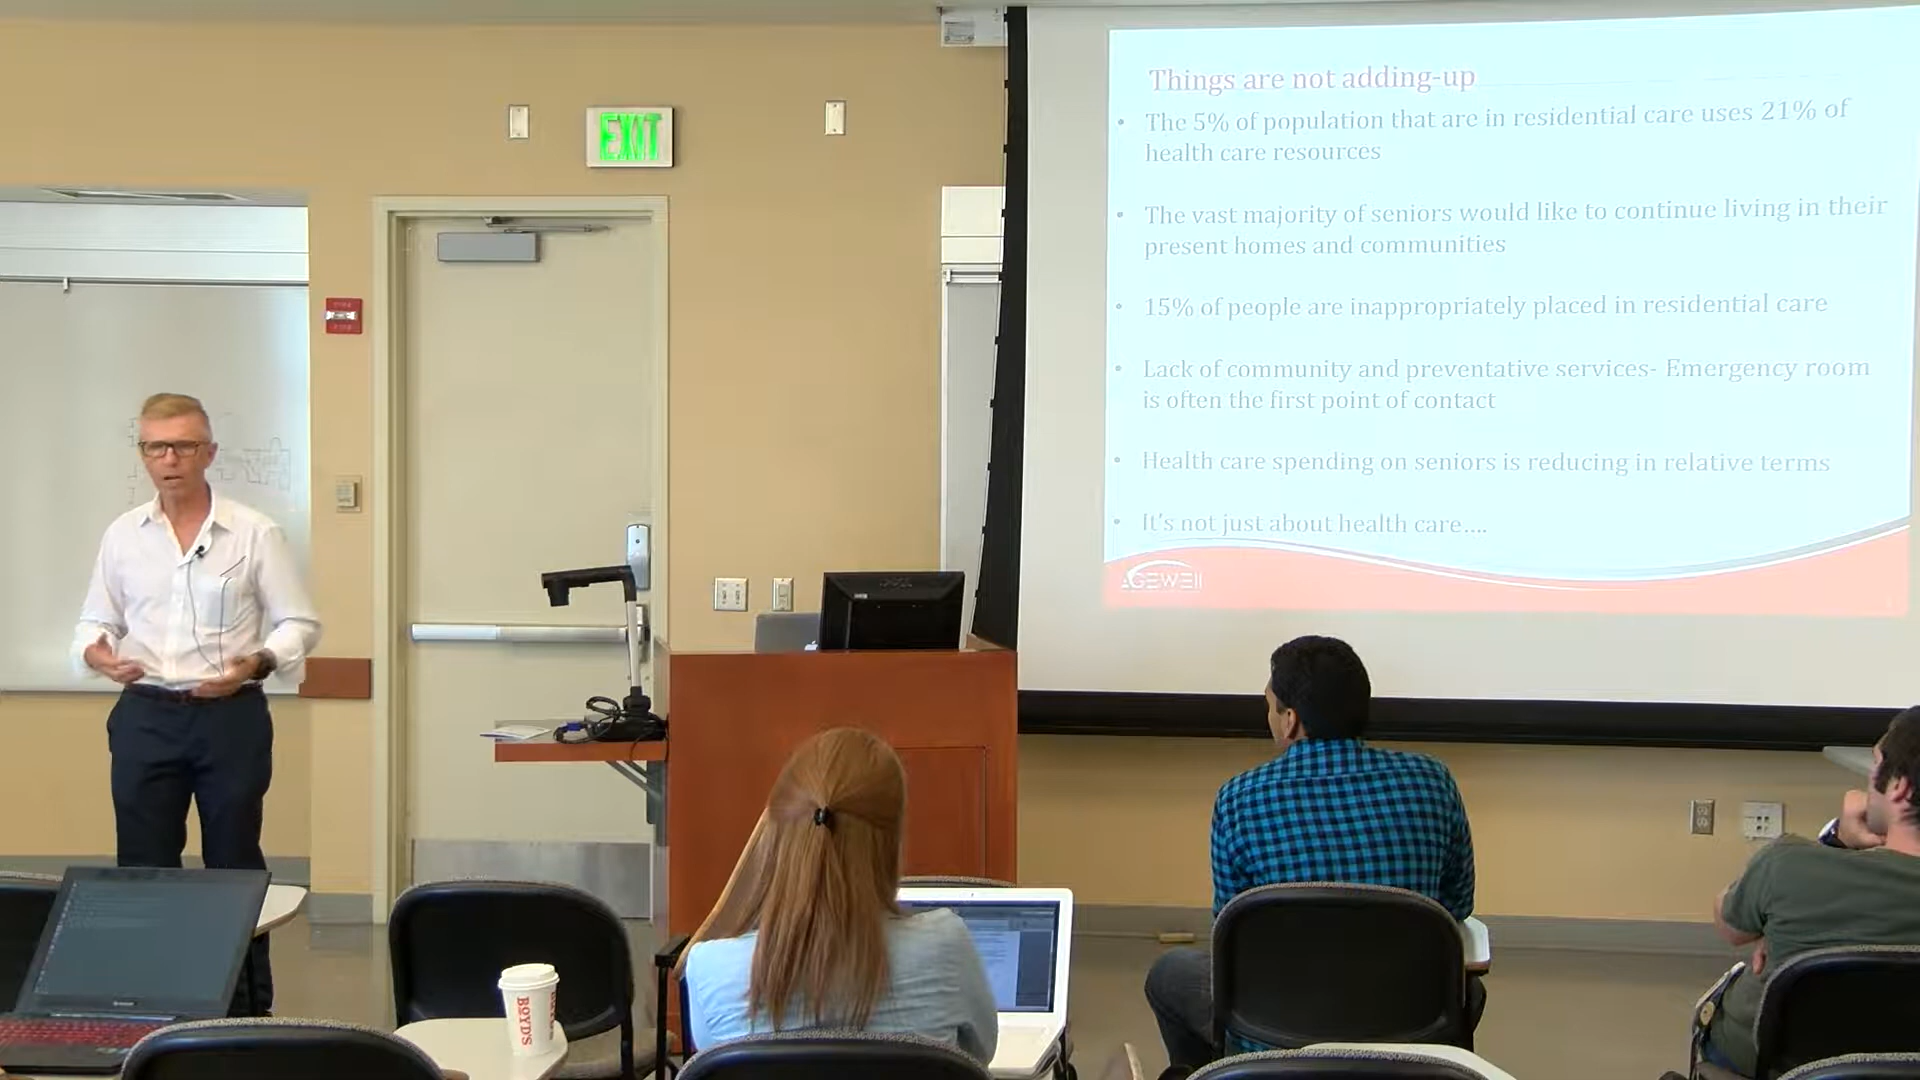 EXIT
Things are not adding-up
• The 5% of population that are in residential care uses 21% of
health care resources
• The vast majority of seniors would like to continue living in their
present homes and communities
• 15% of people are inappropriately placed in residential care
• Lack of community and preventative services- Emergency room
is often the first point of contact
• Health care spending on seniors is reducing in relative terms
• It's not just about health care....
AGEWELL
BOYD'S